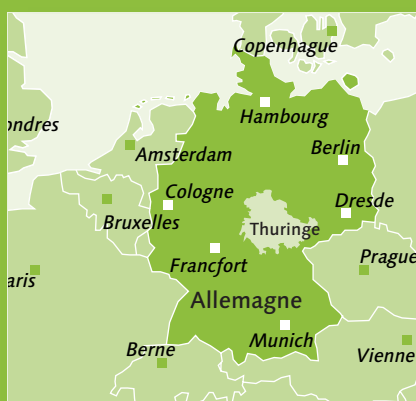 Copenhague
Hambourg
ondres
Berlin
Amsterdam
Cologne
Dresde
Bruxelles
Thuringe
Prague
Francfort
aris
Allemagne
Munich
Berne
Vienne